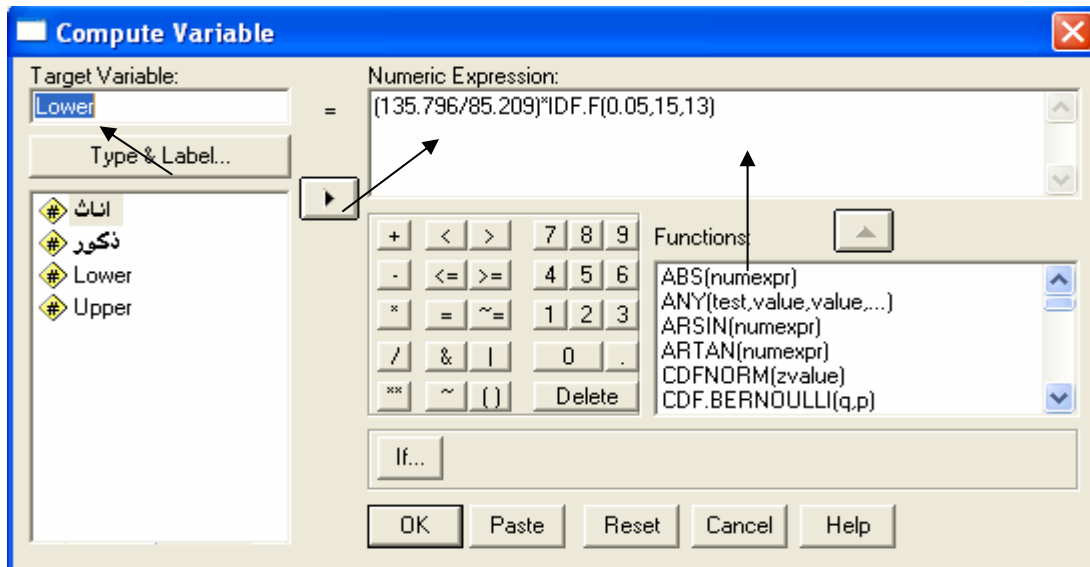 Compute Variable
Target Variable:
Lower
=
Numeric Expression:
(135.796/85.209)*IDF.F(0.05,15,13)
Type & Label...
اناث
ذكور
Lower
Upper
+ < > 7 8 9
- <= >= 4 5 6
* = ~= 1 2 3
/ & | 0 .
** ~ () Delete
Functions:
ABS(numexpr)
ANY(test,value,value,...)
ARSIN(numexpr)
ARTAN(numexpr)
CDFNORM(zvalue)
CDF.BERNOULLI(q,p)
If...
OK Paste Reset Cancel Help